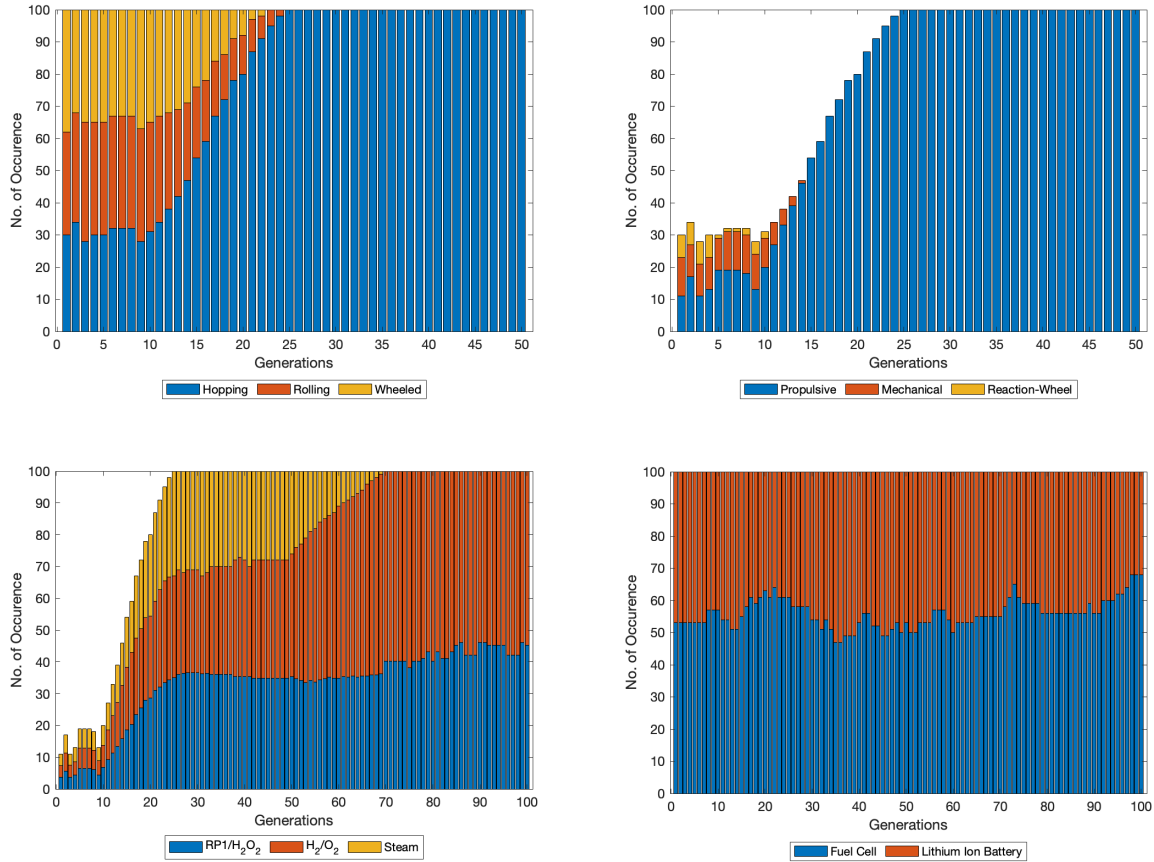 100
90
80
70
60
50
40
30
20
10
0
No. of Occurence
0 5 10 15 20 25 30 35 40 45 50
Generations
Hopping Rolling Wheeled
100
90
80
70
60
50
40
30
20
10
0
No. of Occurence
0 5 10 15 20 25 30 35 40 45 50
Generations
Propulsive Mechanical Reaction-Wheel
100
90
80
70
60
50
40
30
20
10
0
No. of Occurence
0 10 20 30 40 50 60 70 80 90 100
Generations
RP1/H₂O₂ H₂/O₂ Steam
100
90
80
70
60
50
40
30
20
10
0
No. of Occurence
0 10 20 30 40 50 60 70 80 90 100
Generations
Fuel Cell Lithium Ion Battery